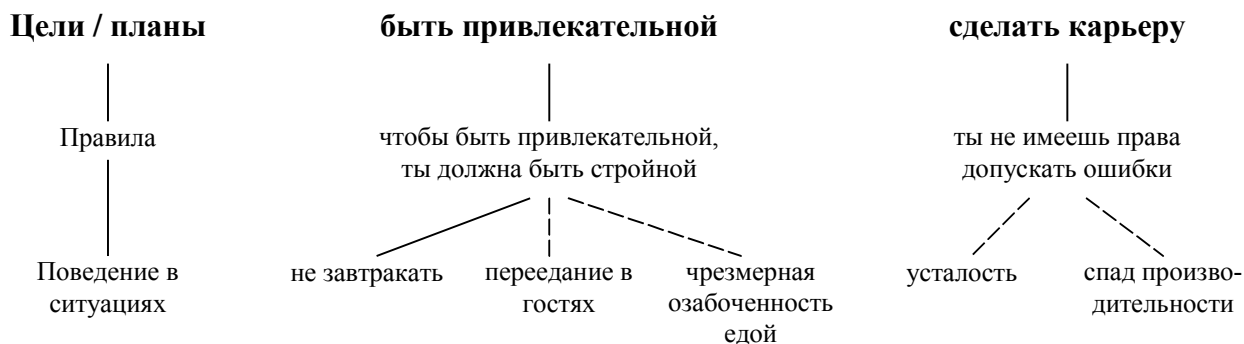 Цели / планы
быть привлекательной
сделать карьеру
Правила
чтобы быть привлекательной,
ты должна быть стройной
ты не имеешь права
допускать ошибки
Поведение в
ситуациях
не завтракать
переедание в
гостях
чрезмерная
озабоченность
едой
усталость
спад произво-
дительности